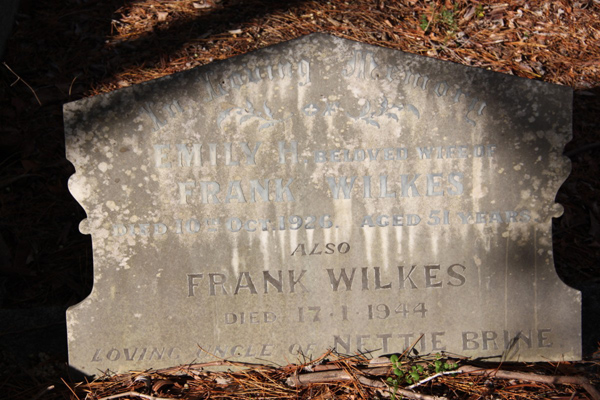 In Loving Memory
EMILY H. BELOVED WIFE OF
FRANK WILKES
DIED 10TH OCT. 1926. AGED 51 YEARS
ALSO
FRANK WILKES
DIED 17-1-1944
LOVING UNCLE OF NETTIE BRINE